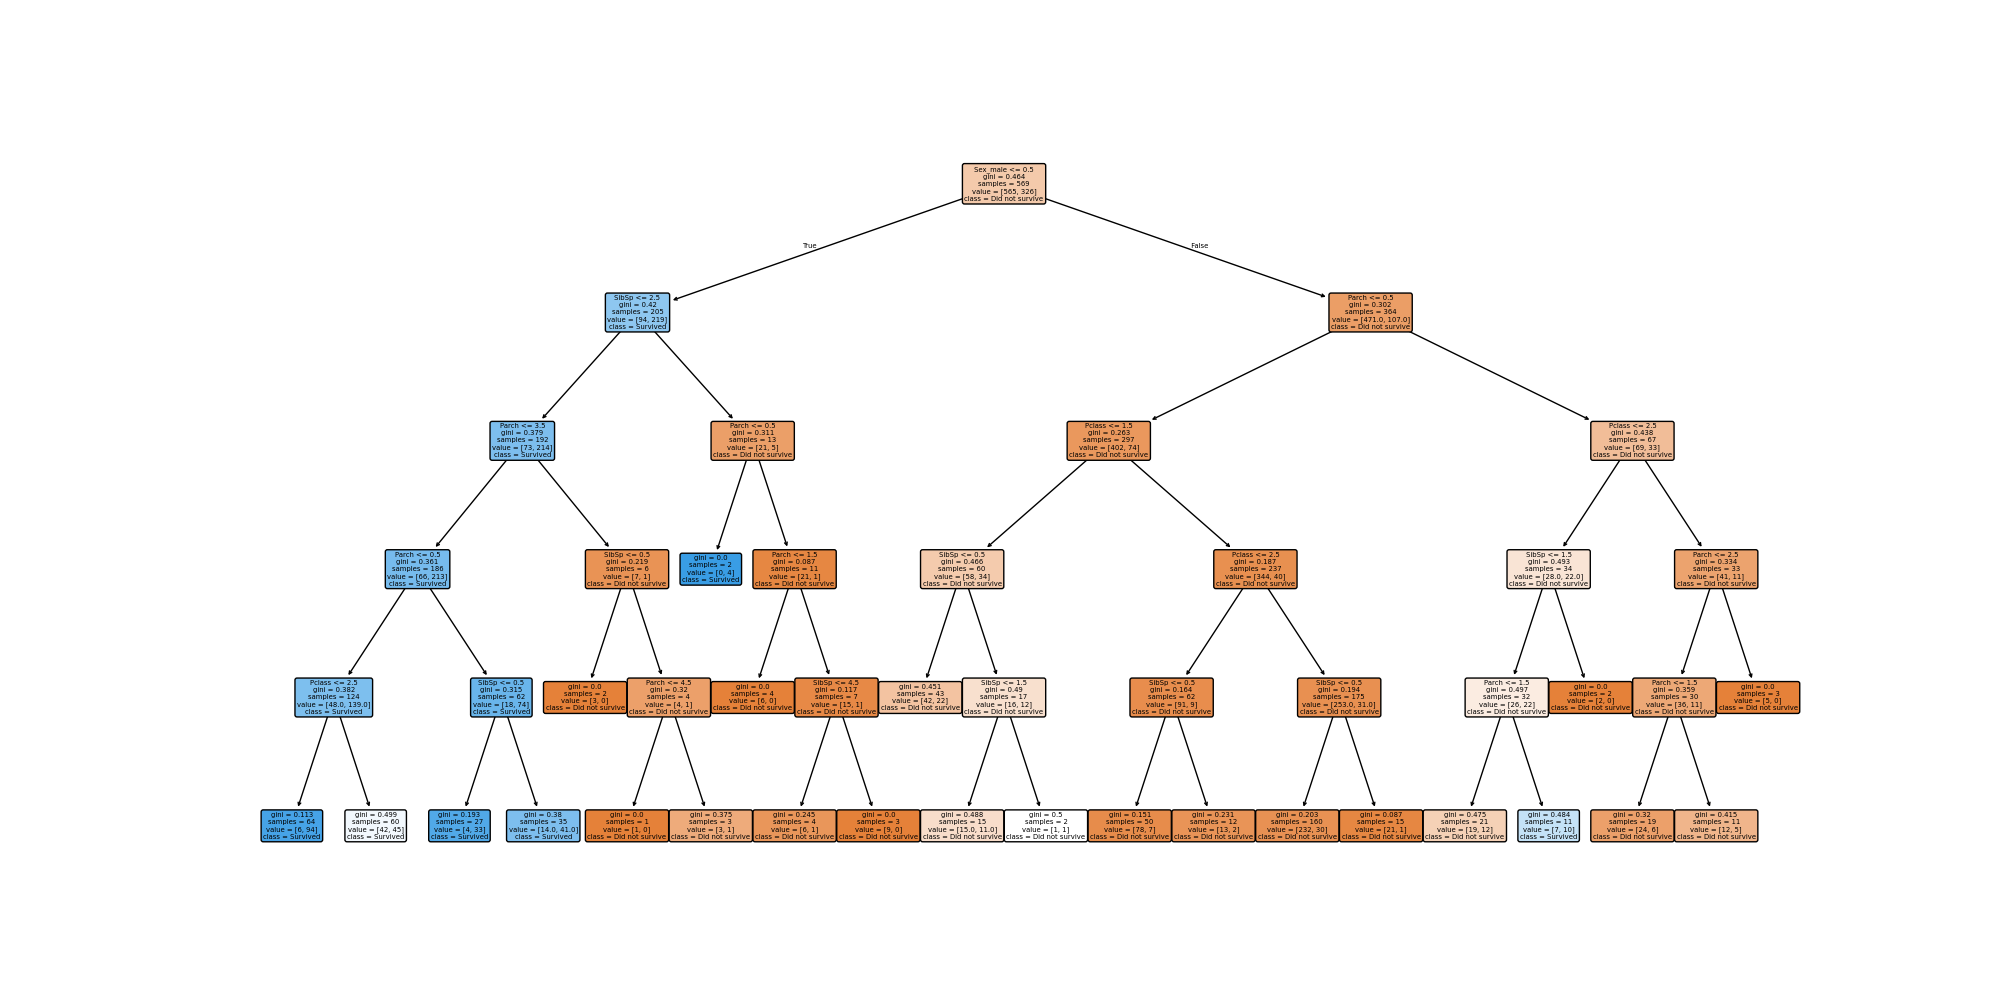 Sex_male <= 0.5
gini = 0.464
samples = 569
value = [565, 326]
class = Did not survive
True
False
SibSp <= 2.5
gini = 0.42
samples = 205
value = [94, 219]
class = Survived
Parch <= 0.5
gini = 0.302
samples = 364
value = [471.0, 107.0]
class = Did not survive
Parch <= 3.5
gini = 0.379
samples = 192
value = [73, 214]
class = Survived
Parch <= 0.5
gini = 0.311
samples = 13
value = [21, 5]
class = Did not survive
Pclass <= 1.5
gini = 0.263
samples = 297
value = [402, 74]
class = Did not survive
Pclass <= 2.5
gini = 0.438
samples = 67
value = [69, 33]
class = Did not survive
Parch <= 0.5
gini = 0.361
samples = 186
value = [66, 213]
class = Survived
SibSp <= 0.5
gini = 0.219
samples = 6
value = [7, 1]
class = Did not survive
gini = 0.0
samples = 2
value = [0, 4]
class = Survived
Parch <= 1.5
gini = 0.087
samples = 11
value = [21, 1]
class = Did not survive
SibSp <= 0.5
gini = 0.466
samples = 60
value = [58, 34]
class = Did not survive
Pclass <= 2.5
gini = 0.187
samples = 237
value = [344, 40]
class = Did not survive
SibSp <= 1.5
gini = 0.493
samples = 34
value = [28.0, 22.0]
class = Did not survive
Parch <= 2.5
gini = 0.334
samples = 33
value = [41, 11]
class = Did not survive
Pclass <= 2.5
gini = 0.382
samples = 124
value = [48.0, 139.0]
class = Survived
SibSp <= 0.5
gini = 0.315
samples = 62
value = [18, 74]
class = Survived
gini = 0.0
samples = 2
value = [3, 0]
class = Did not survive
Parch <= 4.5
gini = 0.32
samples = 4
value = [4, 1]
class = Did not survive
gini = 0.0
samples = 4
value = [6, 0]
class = Did not survive
SibSp <= 4.5
gini = 0.117
samples = 7
value = [15, 1]
class = Did not survive
gini = 0.451
samples = 43
value = [42, 22]
class = Did not survive
SibSp <= 1.5
gini = 0.49
samples = 17
value = [16, 12]
class = Did not survive
SibSp <= 0.5
gini = 0.164
samples = 62
value = [91, 9]
class = Did not survive
SibSp <= 0.5
gini = 0.194
samples = 175
value = [253.0, 31.0]
class = Did not survive
Parch <= 1.5
gini = 0.497
samples = 32
value = [26, 22]
class = Did not survive
gini = 0.0
samples = 2
value = [2, 0]
class = Did not survive
Parch <= 1.5
gini = 0.359
samples = 30
value = [36, 11]
class = Did not survive
gini = 0.0
samples = 3
value = [5, 0]
class = Did not survive
gini = 0.113
samples = 64
value = [6, 94]
class = Survived
gini = 0.499
samples = 60
value = [42, 45]
class = Survived
gini = 0.193
samples = 27
value = [4, 33]
class = Survived
gini = 0.38
samples = 35
value = [14.0, 41.0]
class = Survived
gini = 0.0
samples = 1
value = [1, 0]
class = Did not survive
gini = 0.375
samples = 3
value = [3, 1]
class = Did not survive
gini = 0.245
samples = 4
value = [6, 1]
class = Did not survive
gini = 0.0
samples = 3
value = [9, 0]
class = Did not survive
gini = 0.488
samples = 15
value = [15.0, 11.0]
class = Did not survive
gini = 0.5
samples = 2
value = [1, 1]
class = Did not survive
gini = 0.151
samples = 50
value = [78, 7]
class = Did not survive
gini = 0.231
samples = 12
value = [13, 2]
class = Did not survive
gini = 0.203
samples = 160
value = [232, 30]
class = Did not survive
gini = 0.087
samples = 15
value = [21, 1]
class = Did not survive
gini = 0.475
samples = 21
value = [19, 12]
class = Did not survive
gini = 0.484
samples = 11
value = [7, 10]
class = Survived
gini = 0.32
samples = 19
value = [24, 6]
class = Did not survive
gini = 0.415
samples = 11
value = [12, 5]
class = Did not survive